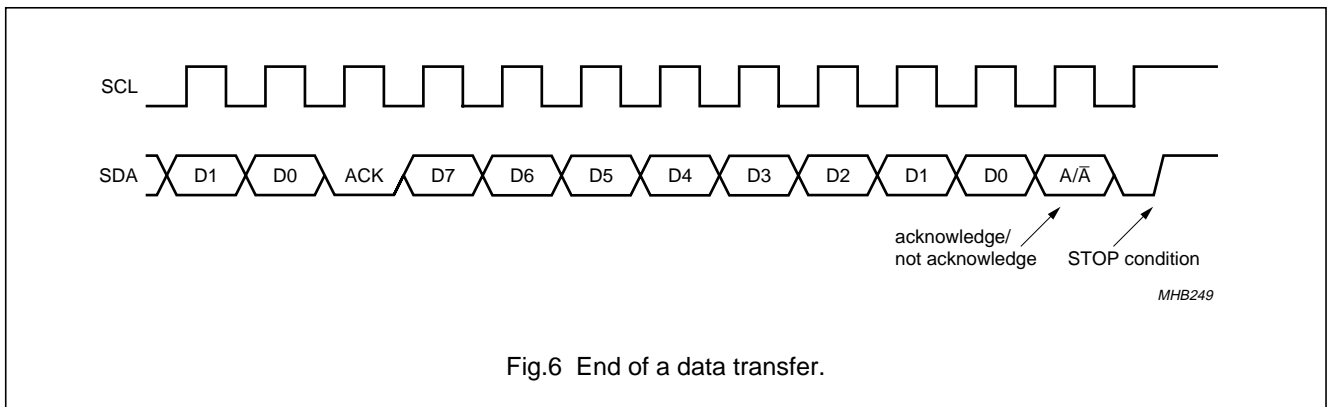 SCL
SDA D1 D0 ACK D7 D6 D5 D4 D3 D2 D1 D0 A/A̅
acknowledge/
not acknowledge STOP condition
MHB249
Fig.6 End of a data transfer.